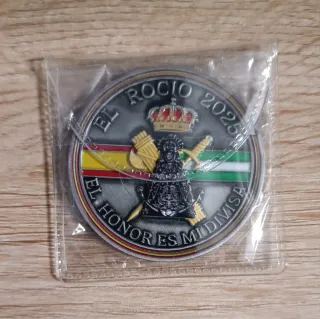 EL ROCIO 2025
EL HONOR ES MI DIVISA